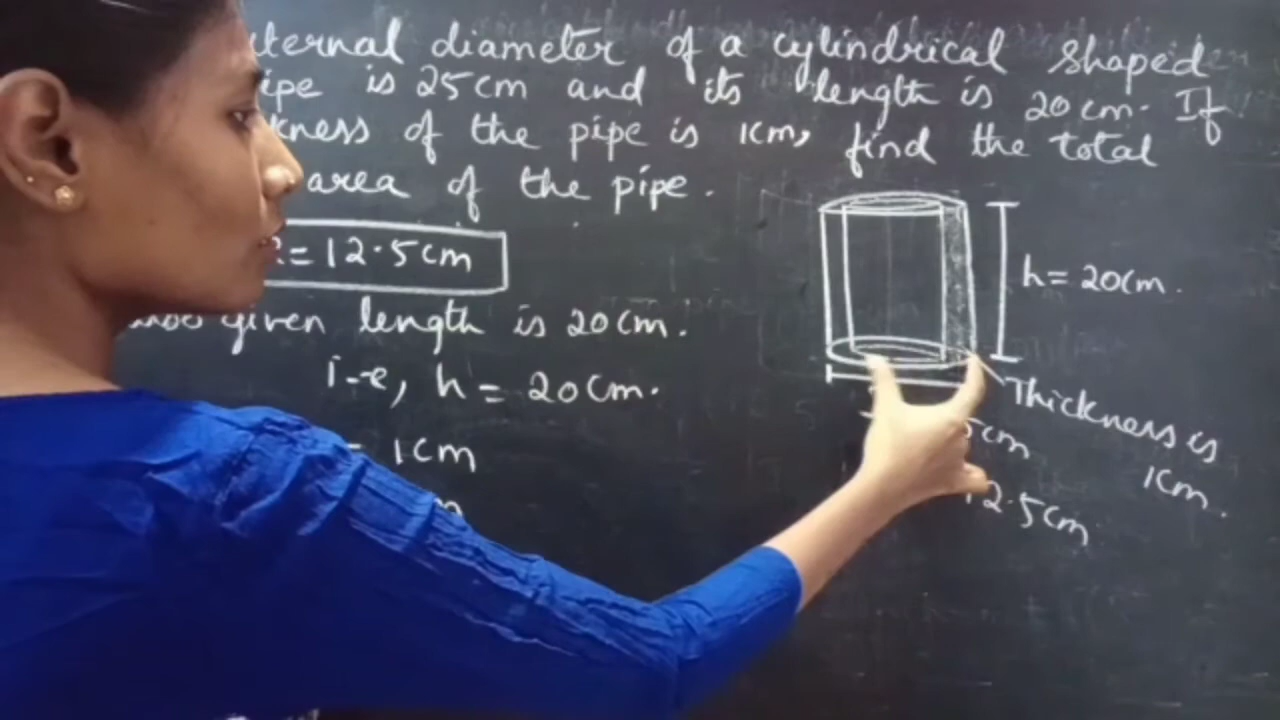 ternal diameter of a cylindrical shaped
ipe is 25cm and its length is 20cm. If
kness of the pipe is 1cm, find the total
area of the pipe.
= 12.5cm
given length is 20cm.
i.e, h = 20cm.
= 1cm
h = 20cm.
Thickness is
1cm.
5cm
12.5cm